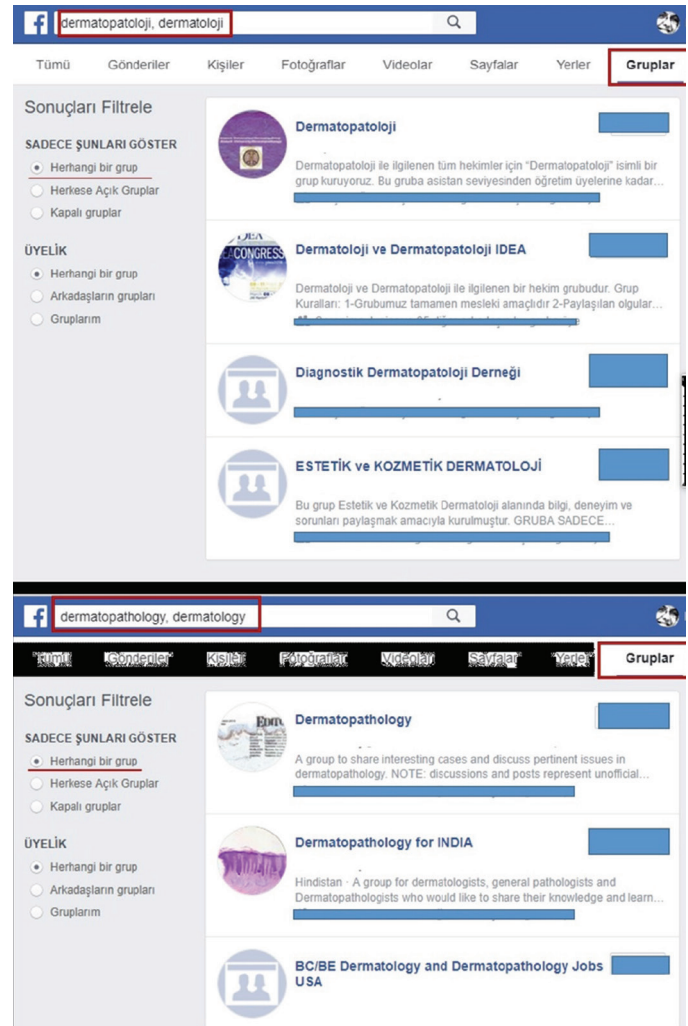 f dermatopatoloji, dermatoloji
Tümü Gönderiler Kişiler Fotoğraflar Videolar Sayfalar Yerler Gruplar
Sonuçları Filtrele
SADECE ŞUNLARI GÖSTER
Herhangi bir grup
Herkese Açık Gruplar
Kapalı gruplar
ÜYELİK
Herhangi bir grup
Arkadaşların grupları
Gruplarım
Dermatopatoloji
Dermatopatoloji ile ilgilenen tüm hekimler için "Dermatopatoloji" isimli bir
grup kuruyoruz. Bu gruba asistan seviyesinden öğretim üyelerine kadar...
IDEA
CONGRESS
Dermatoloji ve Dermatopatoloji IDEA
Dermatoloji ve Dermatopatoloji ile ilgilenen bir hekim grubudur. Grup
Kuralları: 1-Grubumuz tamamen mesleki amaçlıdır 2-Paylaşılan olgular...
Diagnostik Dermatopatoloji Derneği
ESTETİK ve KOZMETİK DERMATOLOJİ
Bu grup Estetik ve Kozmetik Dermatoloji alanında bilgi, deneyim ve
sorunları paylaşmak amacıyla kurulmuştur. GRUBA SADECE...
f dermatopathology, dermatology
Tümü Gönderiler Kişiler Fotoğraflar Videolar Sayfalar Yerler Gruplar
Sonuçları Filtrele
SADECE ŞUNLARI GÖSTER
Herhangi bir grup
Herkese Açık Gruplar
Kapalı gruplar
ÜYELİK
Herhangi bir grup
Arkadaşların grupları
Gruplarım
Dermatopathology
A group to share interesting cases and discuss pertinent issues in
dermatopathology. NOTE: discussions and posts represent unofficial...
Dermatopathology for INDIA
Hindistan · A group for dermatologists, general pathologists and
Dermatopathologists who would like to share their knowledge and learn...
BC/BE Dermatology and Dermatopathology Jobs
USA